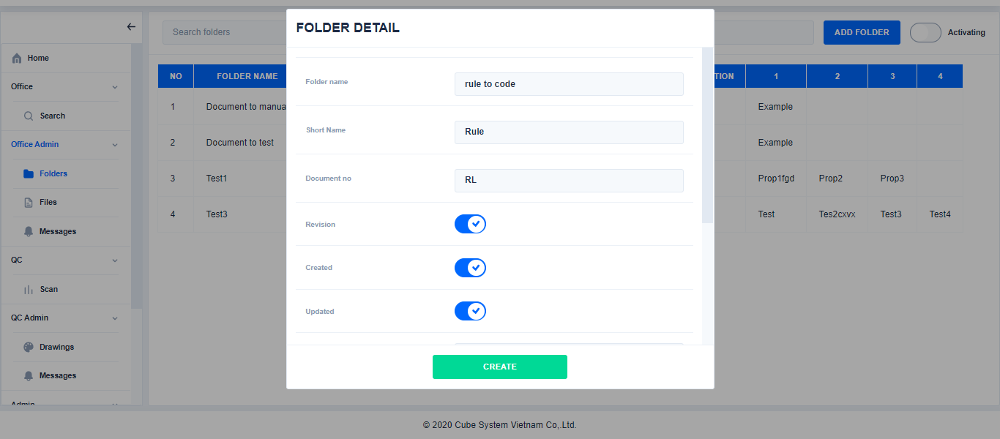 FOLDER DETAIL
Search folders
ADD FOLDER
Activating
Home
Office
Search
Office Admin
Folders
Files
Messages
QC
Scan
QC Admin
Drawings
Messages
Admin
NO FOLDER NAME TION 1 2 3 4
1 Document to manua Example
2 Document to test Example
3 Test1 Prop1fgd Prop2 Prop3
4 Test3 Test Tes2cxvx Test3 Test4
Folder name rule to code
Short Name Rule
Document no RL
Revision
Created
Updated
CREATE
© 2020 Cube System Vietnam Co,.Ltd.